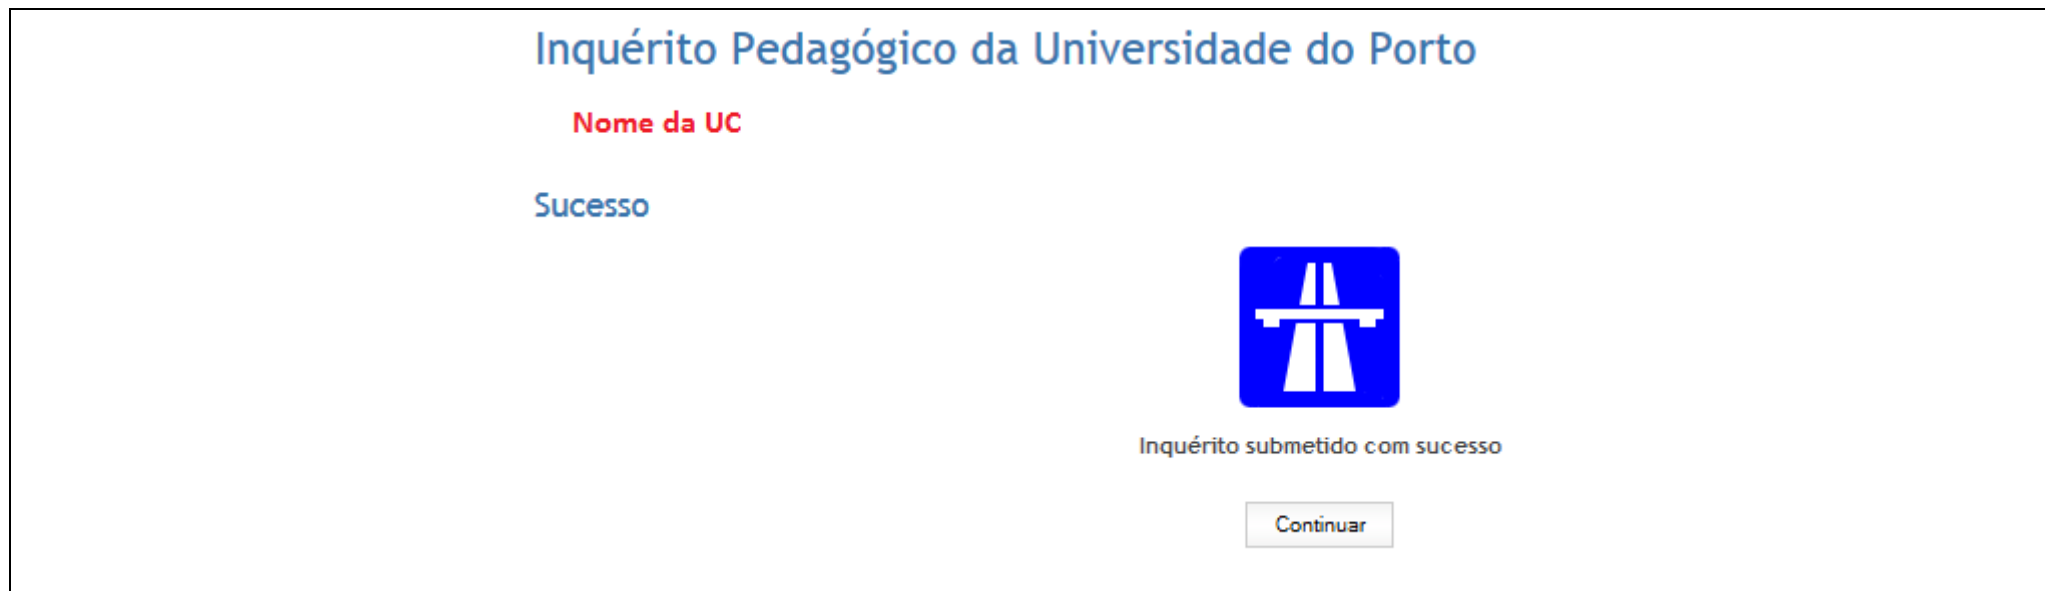 Inquérito Pedagógico da Universidade do Porto
Nome da UC
Sucesso
Inquérito submetido com sucesso
Continuar